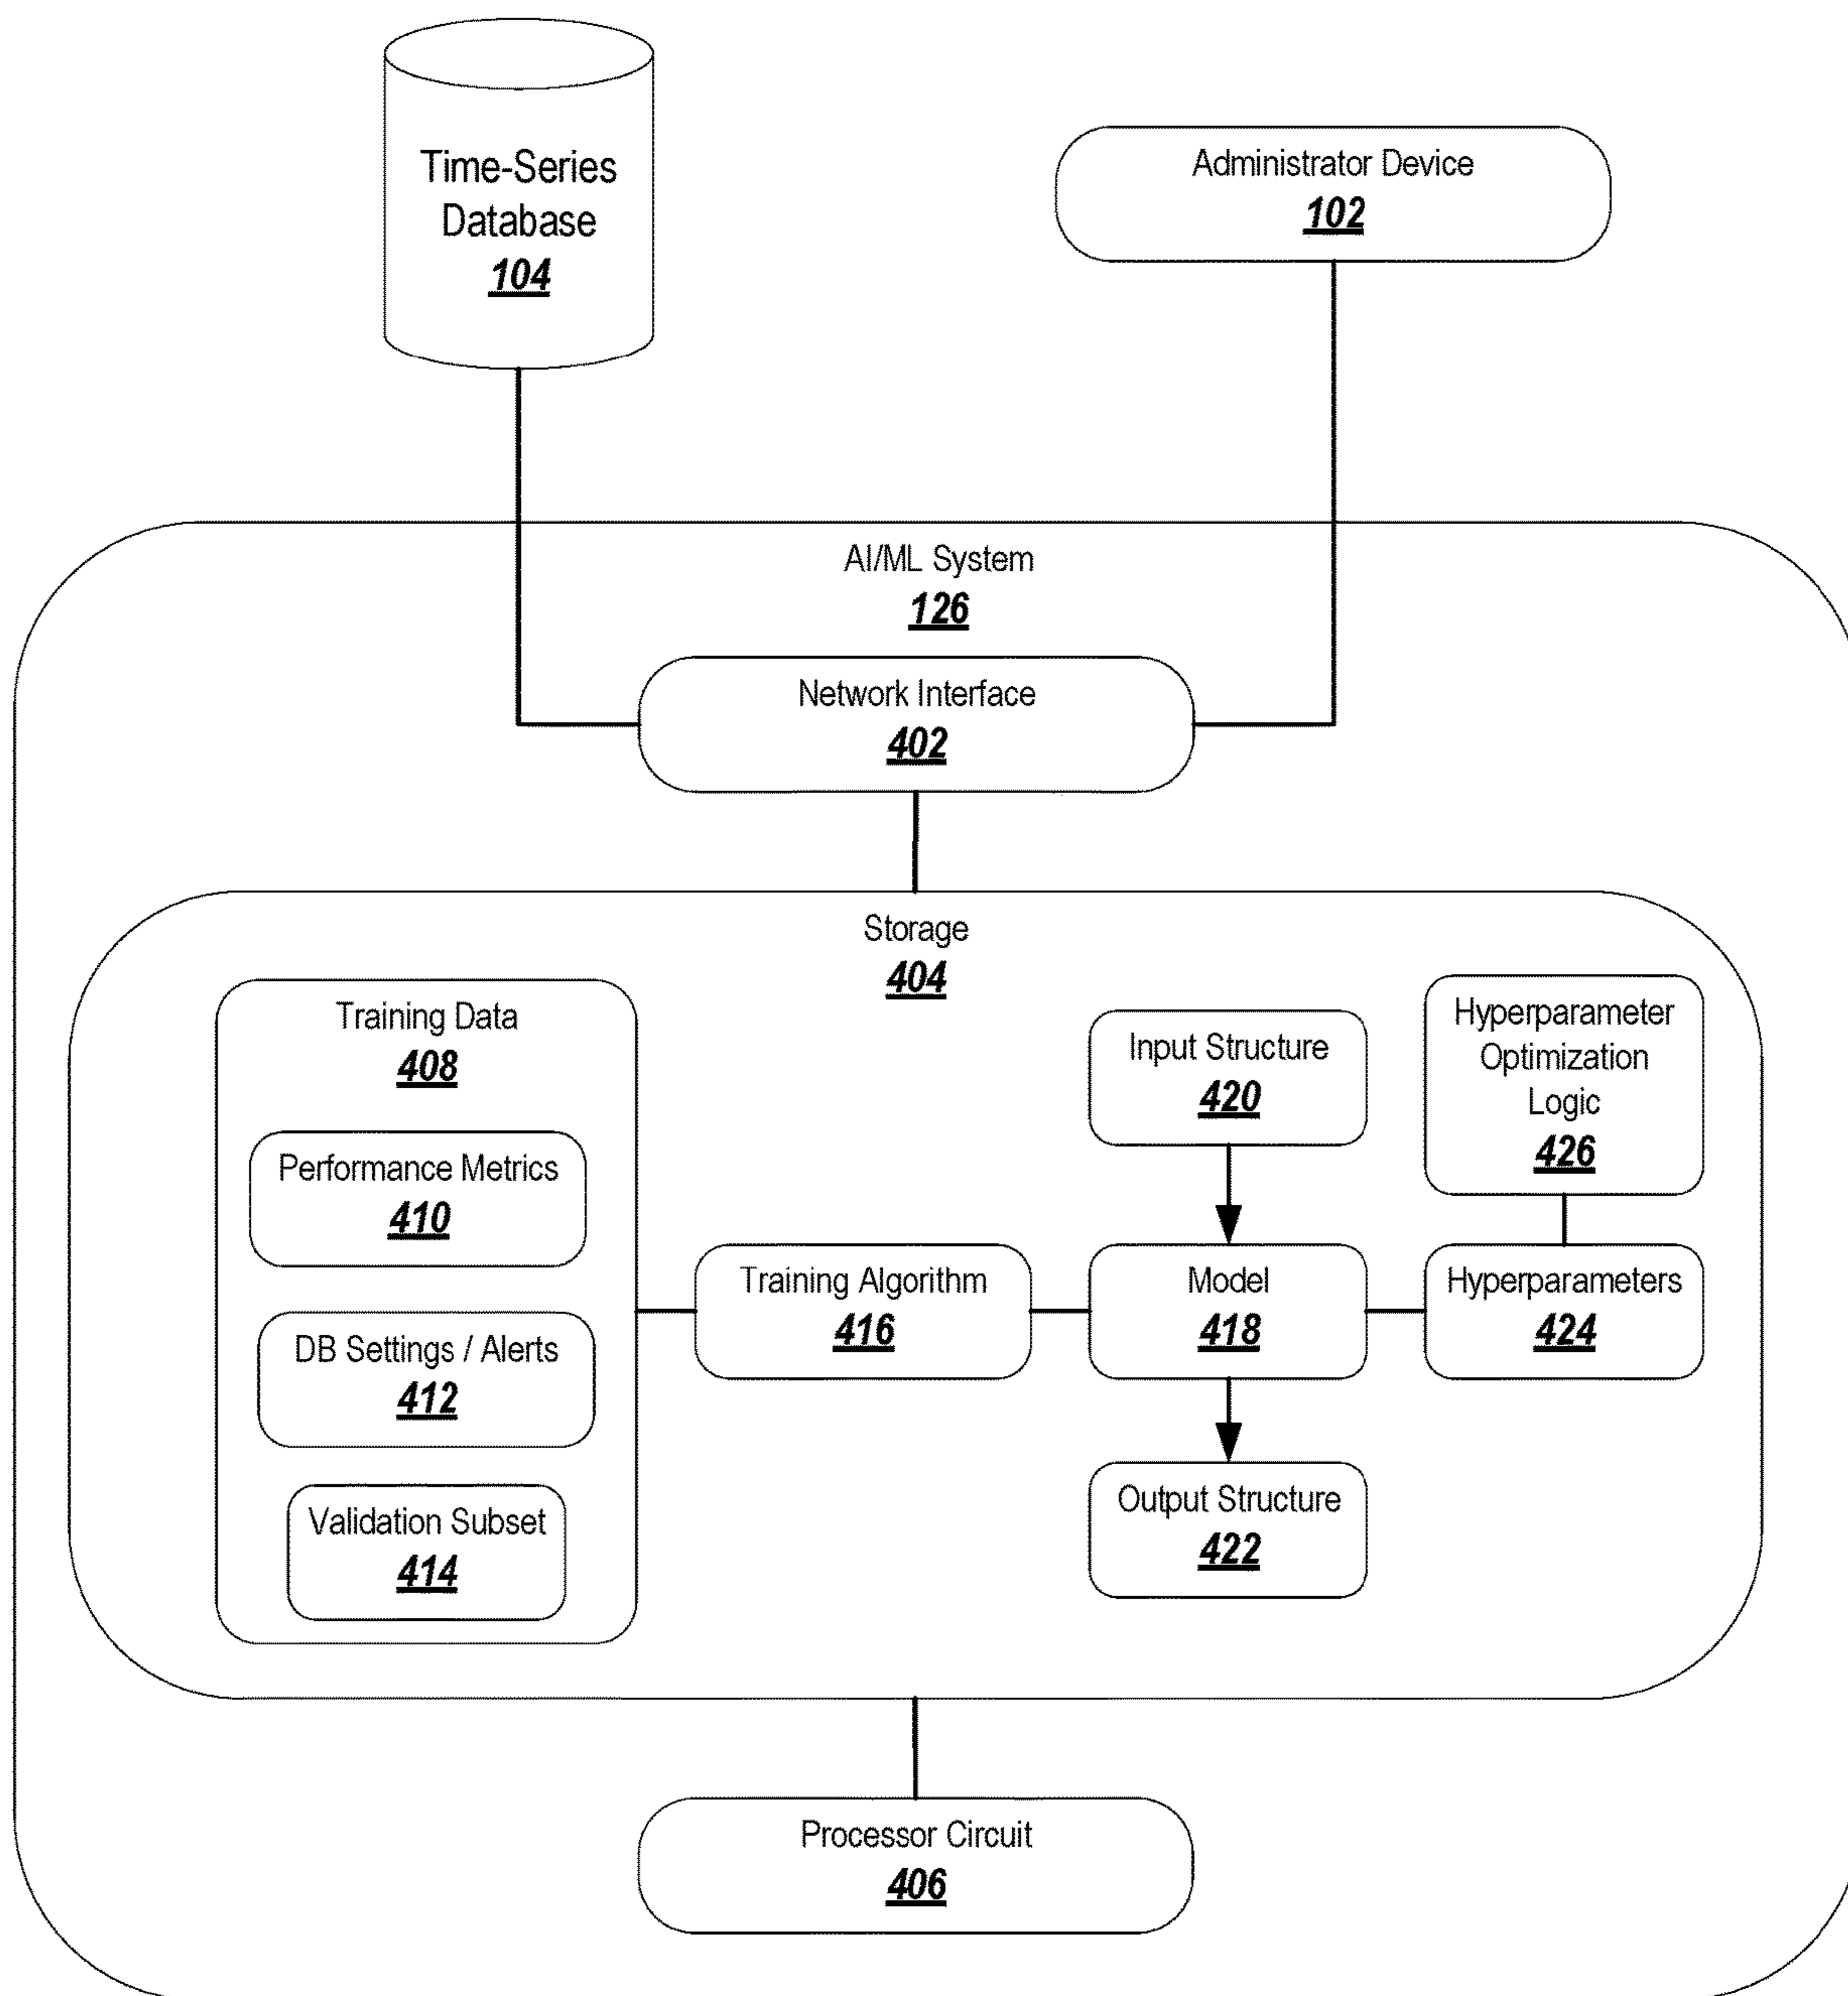 Time-Series
Database
104
Administrator Device
102
AI/ML System
126
Network Interface
402
Storage
404
Training Data
408
Performance Metrics
410
DB Settings / Alerts
412
Validation Subset
414
Training Algorithm
416
Input Structure
420
Model
418
Output Structure
422
Hyperparameter
Optimization
Logic
426
Hyperparameters
424
Processor Circuit
406